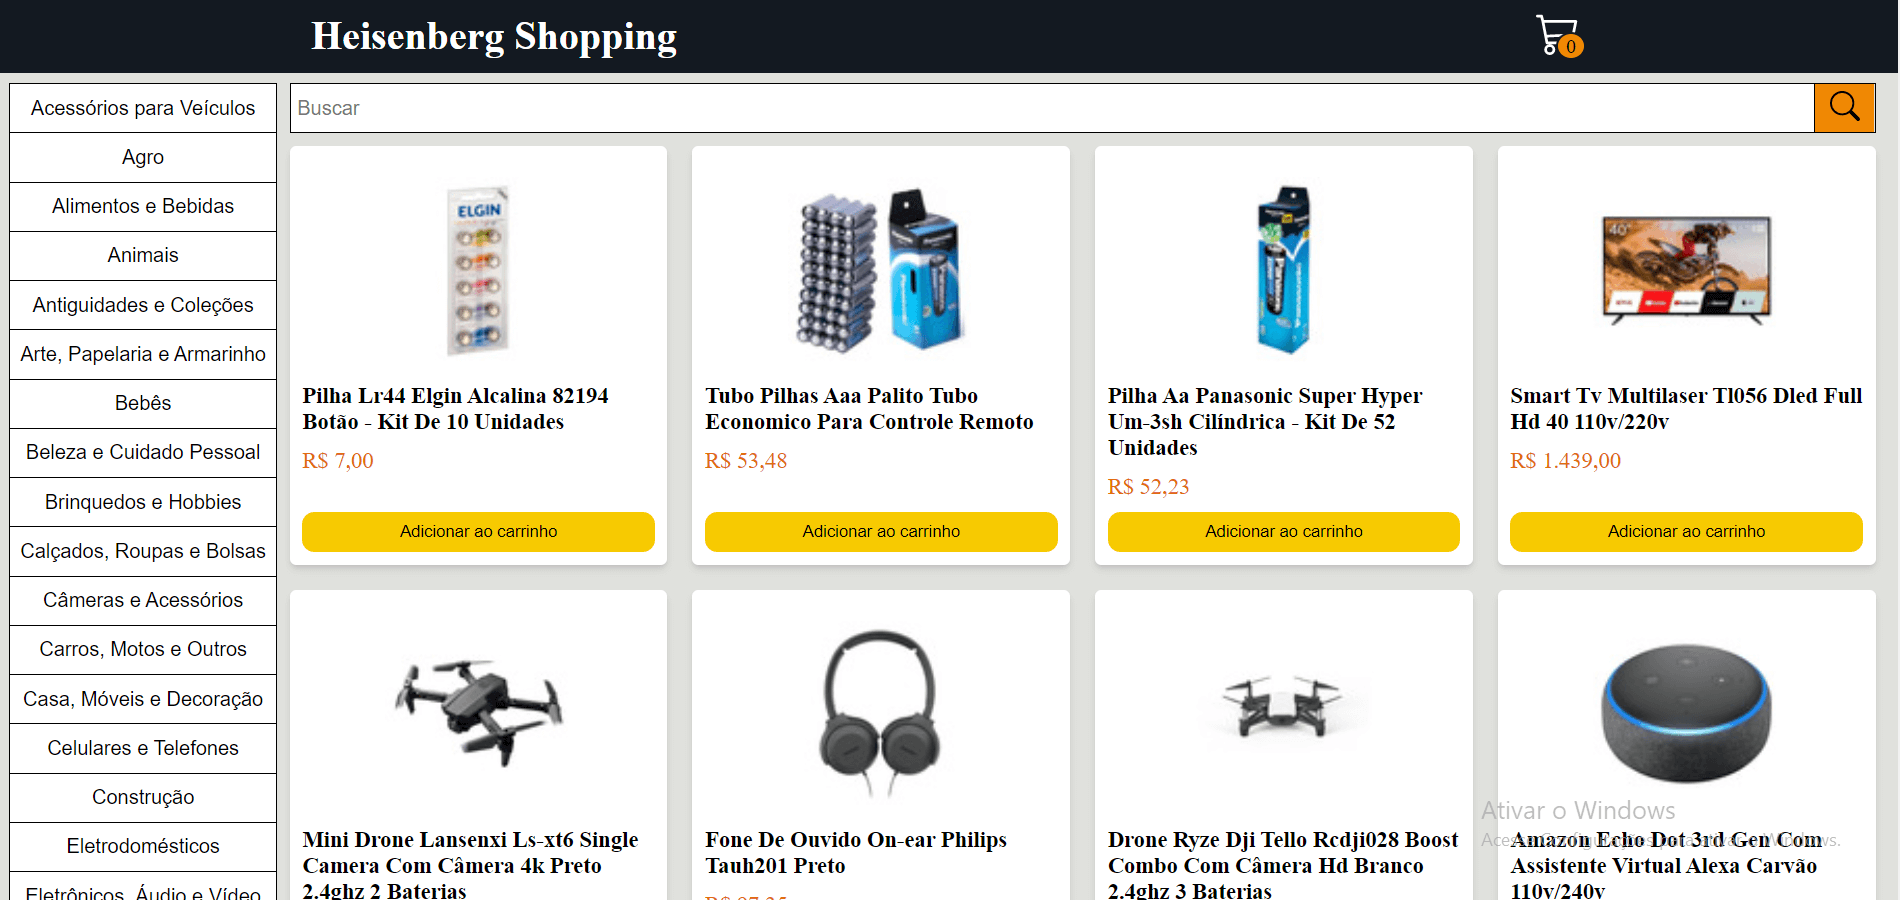 Heisenberg Shopping
0
Acessórios para Veículos
Agro
Alimentos e Bebidas
Animais
Antiguidades e Coleções
Arte, Papelaria e Armarinho
Bebês
Beleza e Cuidado Pessoal
Brinquedos e Hobbies
Calçados, Roupas e Bolsas
Câmeras e Acessórios
Carros, Motos e Outros
Casa, Móveis e Decoração
Celulares e Telefones
Construção
Eletrodomésticos
Eletrônicos, Áudio e Vídeo
Buscar
ELGIN
Pilha Lr44 Elgin Alcalina 82194
Botão - Kit De 10 Unidades
R$ 7,00
Adicionar ao carrinho
Tubo Pilhas Aaa Palito Tubo
Economico Para Controle Remoto
R$ 53,48
Adicionar ao carrinho
Pilha Aa Panasonic Super Hyper
Um-3sh Cilíndrica - Kit De 52
Unidades
R$ 52,23
Adicionar ao carrinho
40"
Smart Tv Multilaser Tl056 Dled Full
Hd 40 110v/220v
R$ 1.439,00
Adicionar ao carrinho
Mini Drone Lansenxi Ls-xt6 Single
Camera Com Câmera 4k Preto
2.4ghz 2 Baterias
Fone De Ouvido On-ear Philips
Tauh201 Preto
Drone Ryze Dji Tello Rcdji028 Boost
Combo Com Câmera Hd Branco
2.4ghz 3 Baterias
Amazon Echo Dot 3rd Gen Com
Assistente Virtual Alexa Carvão
110v/240v
Ativar o Windows
Acesse Configurações para ativar o Windows.